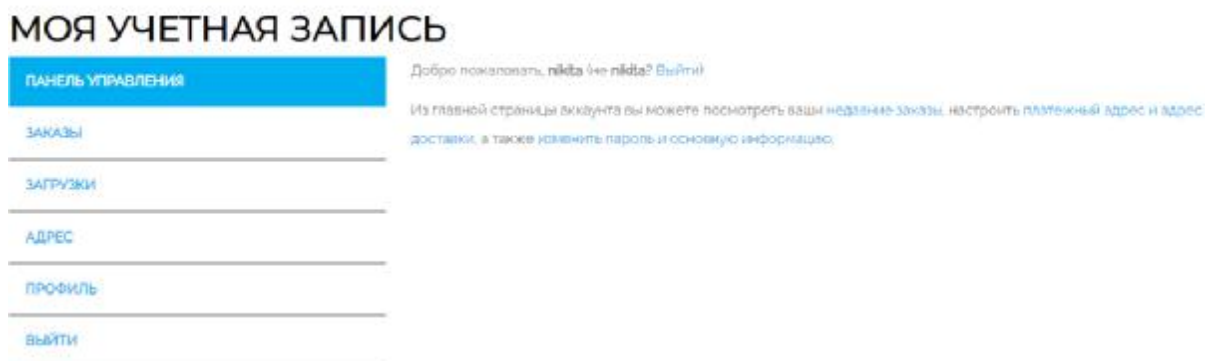 МОЯ УЧЕТНАЯ ЗАПИСЬ
ПАНЕЛЬ УПРАВЛЕНИЯ
ЗАКАЗЫ
ЗАГРУЗКИ
АДРЕС
ПРОФИЛЬ
ВЫЙТИ
Добро пожаловать, nikita (не nikita? Выйти)
Из главной страницы аккаунта вы можете посмотреть ваши недавние заказы, настроить платежный адрес и адрес
доставки, а также изменить пароль и основную информацию.